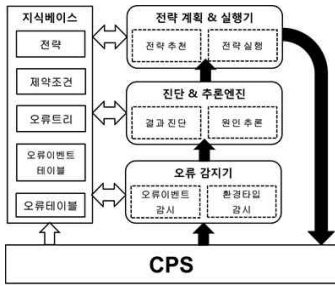 지식베이스
전략
제약조건
오류트리
오류이벤트
테이블
오류테이블
전략 계획 & 실행기
전략 추천
전략 실행
진단 & 추론엔진
결과 진단
원인 추론
오류 감지기
오류이벤트
감시
환경타입
감시
CPS